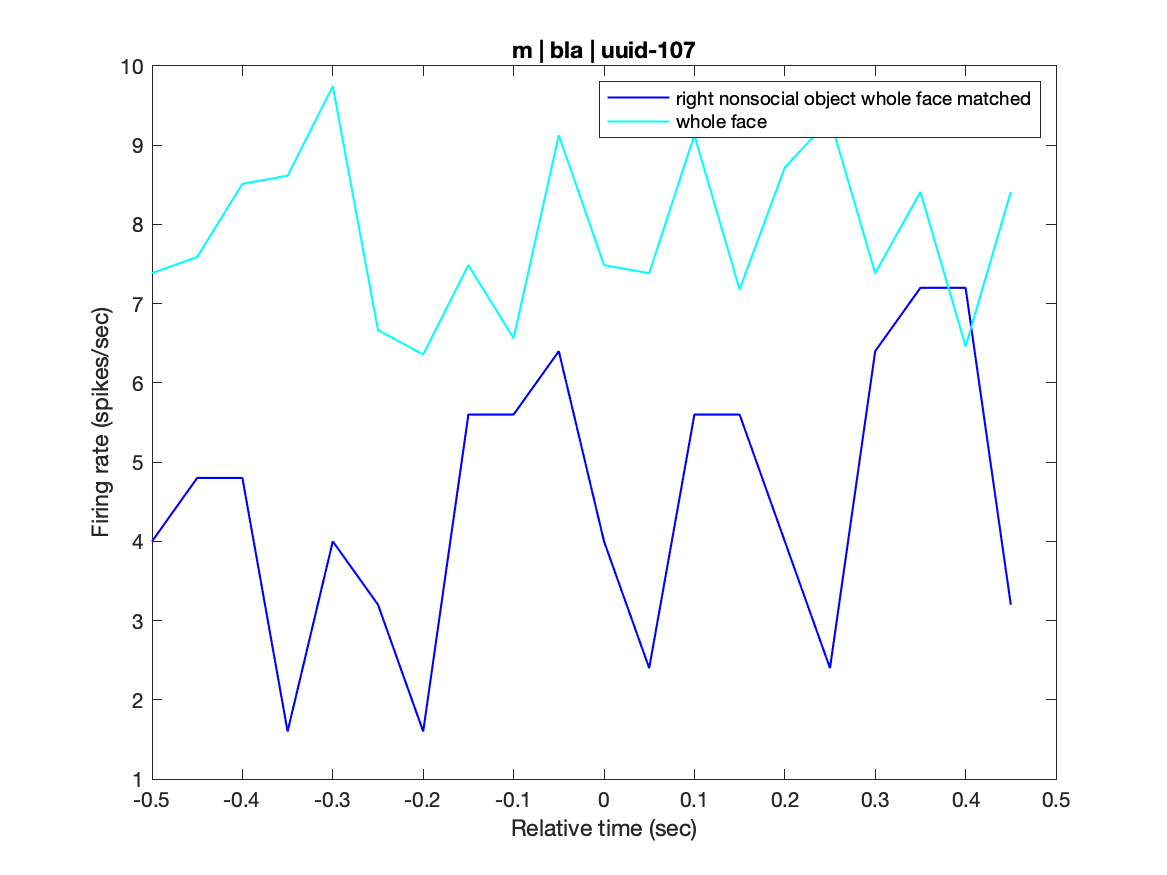 m | bla | uuid-107
right nonsocial object whole face matched
whole face
10
9
8
7
6
5
4
3
2
1
Firing rate (spikes/sec)
-0.5 -0.4 -0.3 -0.2 -0.1 0 0.1 0.2 0.3 0.4 0.5
Relative time (sec)